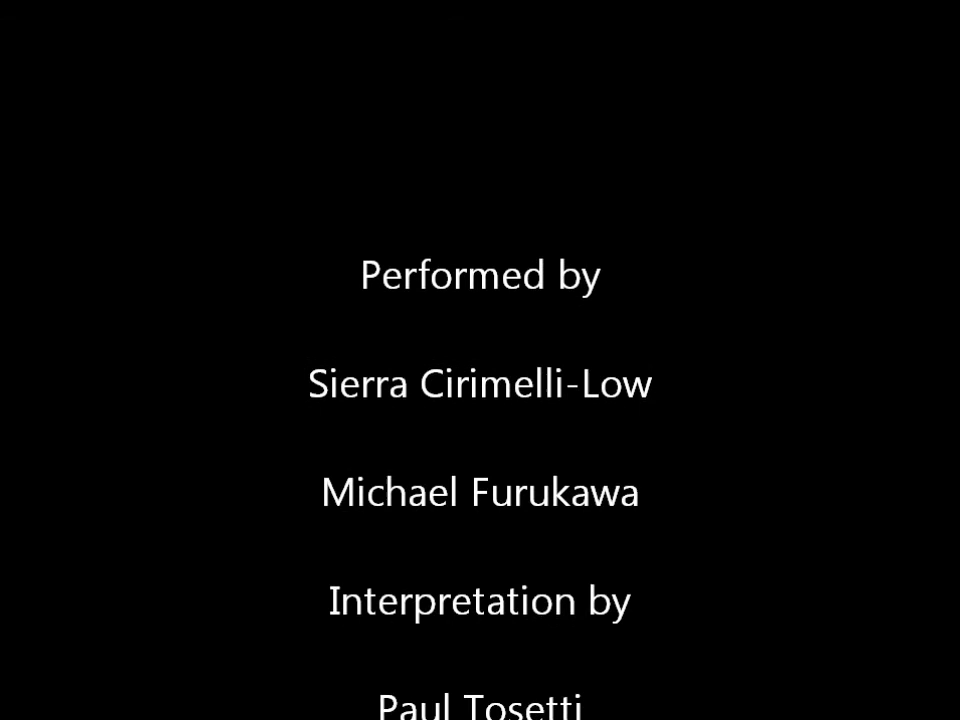 Performed by
Sierra Cirimelli-Low
Michael Furukawa
Interpretation by
Paul Tosetti